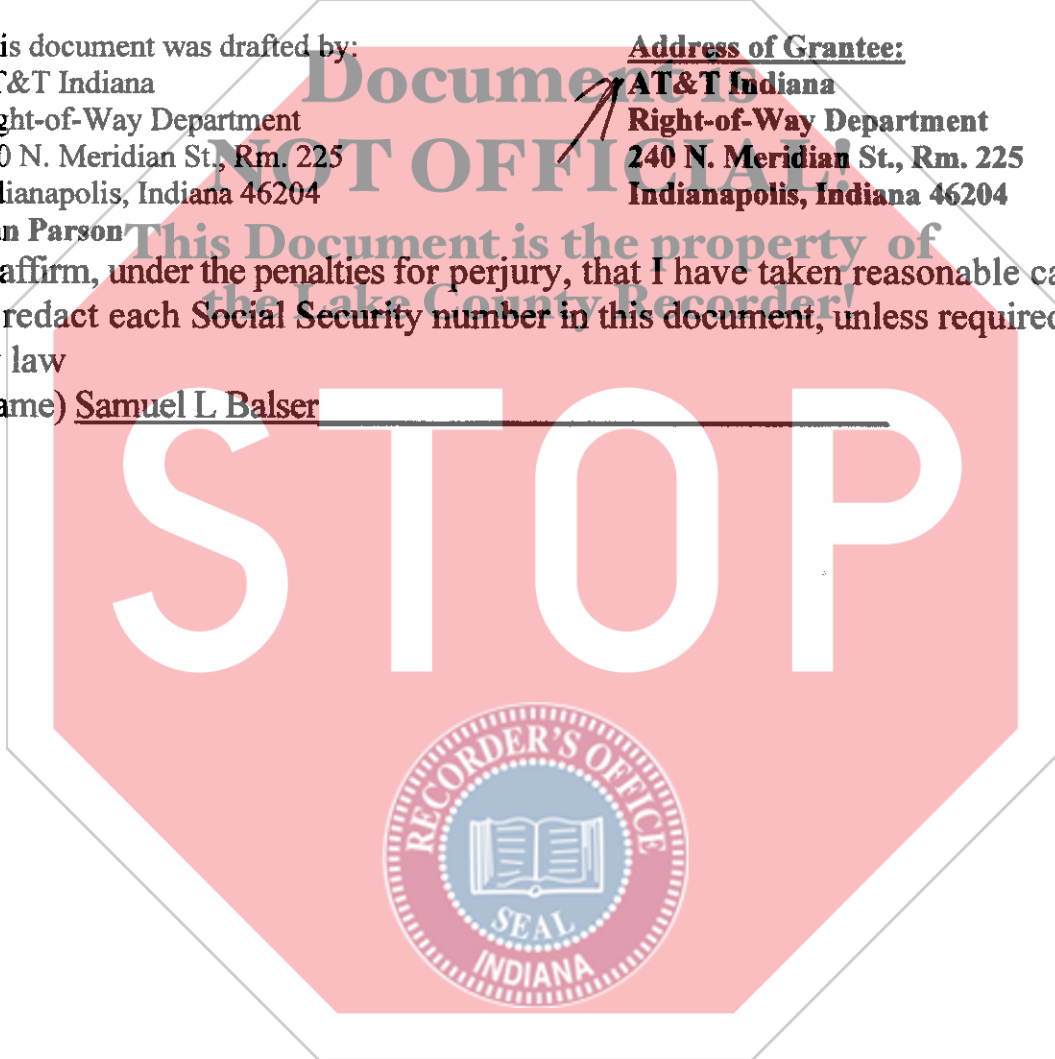 is document was drafted by:
T&T Indiana
ght-of-Way Department
0 N. Meridian St., Rm. 225
lianapolis, Indiana 46204
n Parson
Address of Grantee:
AT&T Indiana
Right-of-Way Department
240 N. Meridian St., Rm. 225
Indianapolis, Indiana 46204
affirm, under the penalties for perjury, that I have taken reasonable ca
redact each Social Security number in this document, unless required
law
ame) Samuel L Balser
Document is
NOT OFFICIAL!
This Document is the property of
the Lake County Recorder!
STOP
RECORDER'S OFFICE
SEAL
INDIANA